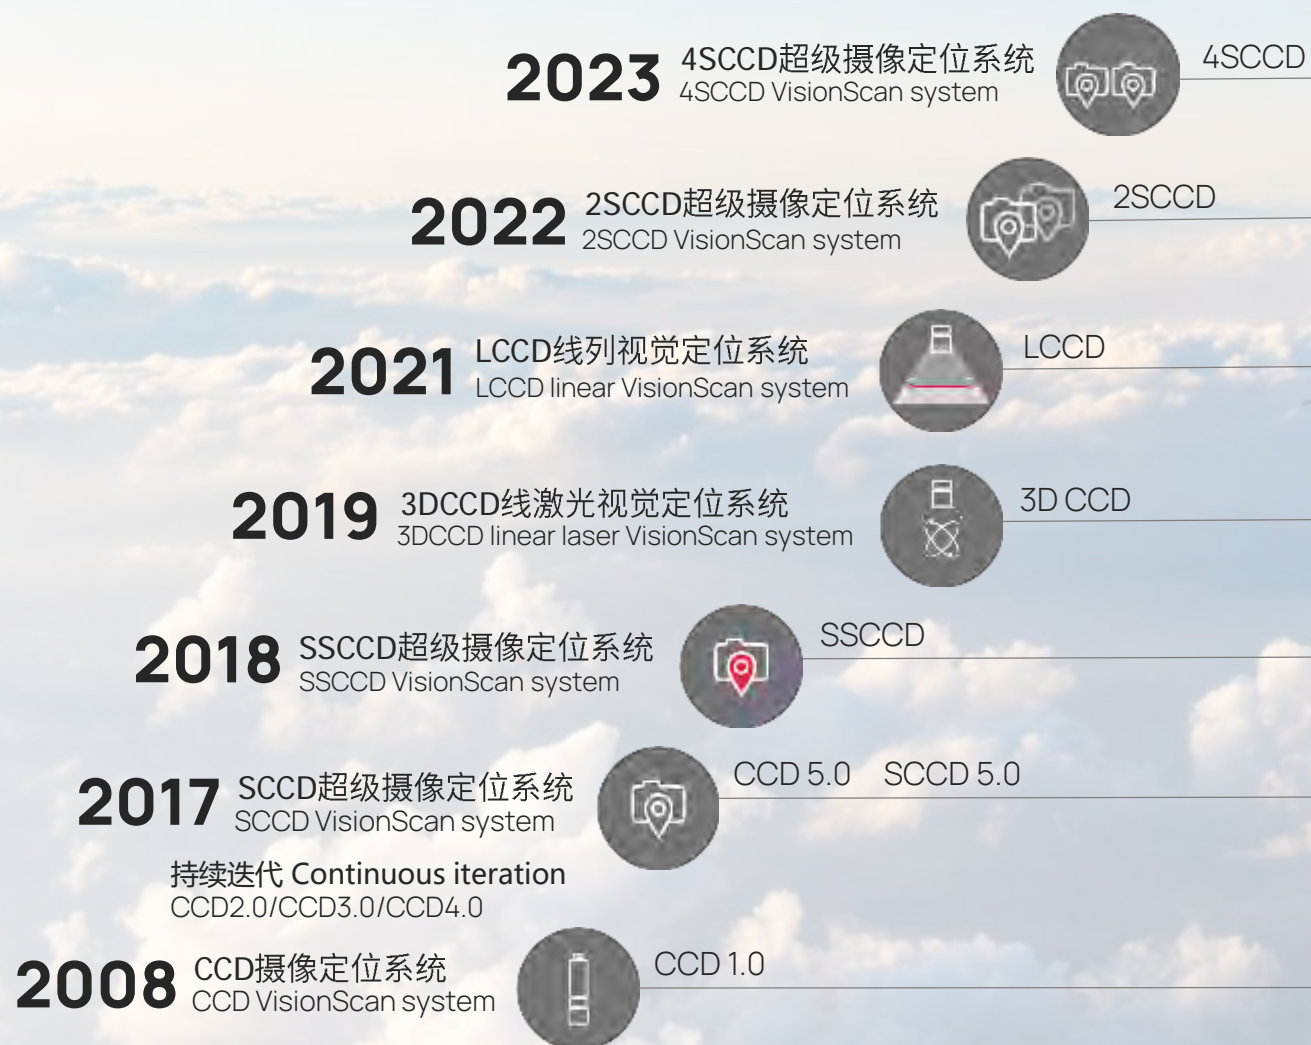 2023 4SCCD超级摄像定位系统 4SCCD
4SCCD VisionScan system
2022 2SCCD超级摄像定位系统 2SCCD
2SCCD VisionScan system
2021 LCCD线列视觉定位系统 LCCD
LCCD linear VisionScan system
2019 3DCCD线激光视觉定位系统 3D CCD
3DCCD linear laser VisionScan system
2018 SSCCD超级摄像定位系统 SSCCD
SSCCD VisionScan system
2017 SCCD超级摄像定位系统 CCD 5.0 SCCD 5.0
SCCD VisionScan system
持续迭代 Continuous iteration
CCD2.0/CCD3.0/CCD4.0
2008 CCD摄像定位系统 CCD 1.0
CCD VisionScan system